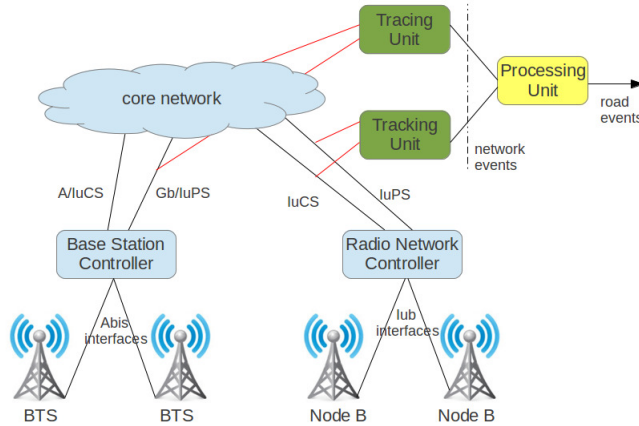 Tracing
Unit
core network
Processing
Unit
road
events
Tracking
Unit
network
events
A/IuCS
Gb/IuPS
IuCS
IuPS
Base Station
Controller
Radio Network
Controller
Abis
interfaces
Iub
interfaces
BTS
BTS
Node B
Node B